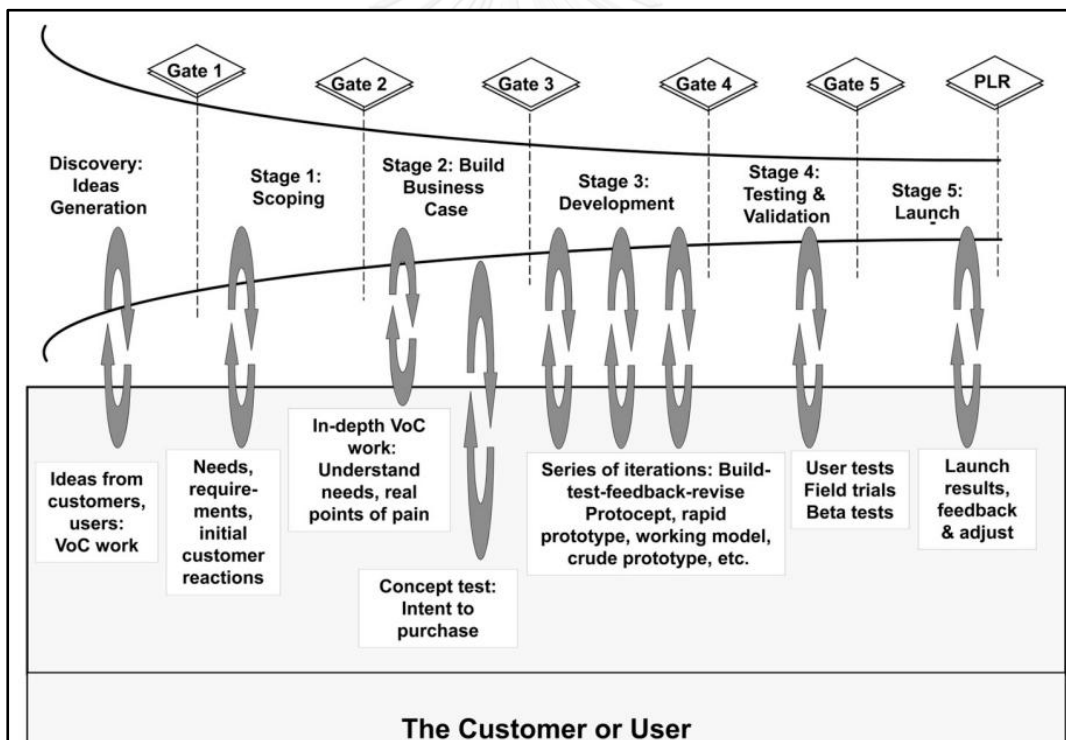 Gate 1
Gate 2
Gate 3
Gate 4
Gate 5
PLR
Discovery:
Ideas
Generation
Stage 1:
Scoping
Stage 2: Build
Business
Case
Stage 3:
Development
Stage 4:
Testing &
Validation
Stage 5:
Launch
Ideas from
customers,
users:
VoC work
Needs,
require-
ments,
initial
customer
reactions
In-depth VoC
work:
Understand
needs, real
points of pain
Concept test:
Intent to
purchase
Series of iterations: Build-
test-feedback-revise
Protocept, rapid
prototype, working model,
crude prototype, etc.
User tests
Field trials
Beta tests
Launch
results,
feedback
& adjust
The Customer or User